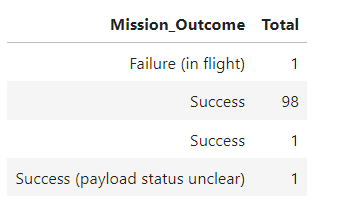 Mission_Outcome Total
Failure (in flight) 1
Success 98
Success 1
Success (payload status unclear) 1